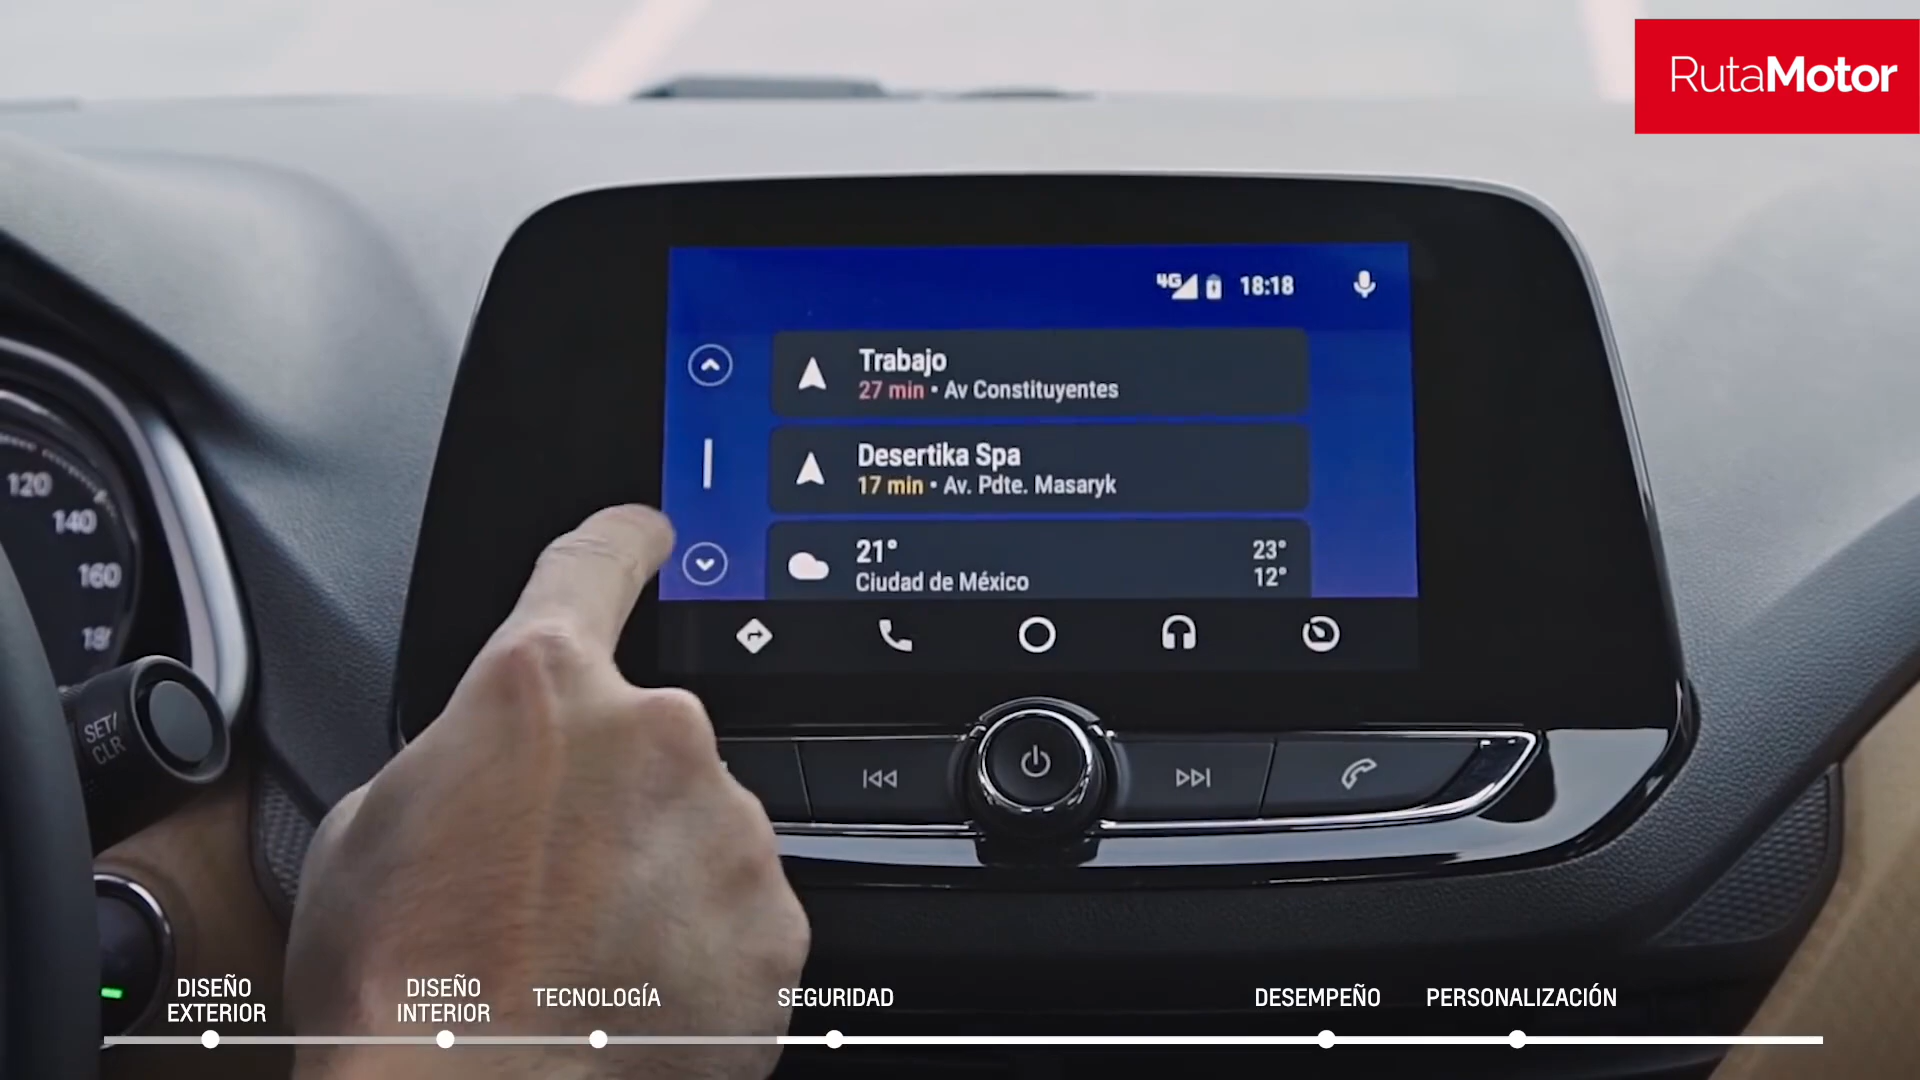 RutaMotor
4G 18:18
Trabajo
27 min • Av Constituyentes
Desertika Spa
17 min • Av. Pdte. Masaryk
21° 23°
Ciudad de México 12°
120
140
160
180
SET/
CLR
DISEÑO
EXTERIOR
DISEÑO
INTERIOR
TECNOLOGÍA
SEGURIDAD
DESEMPEÑO
PERSONALIZACIÓN